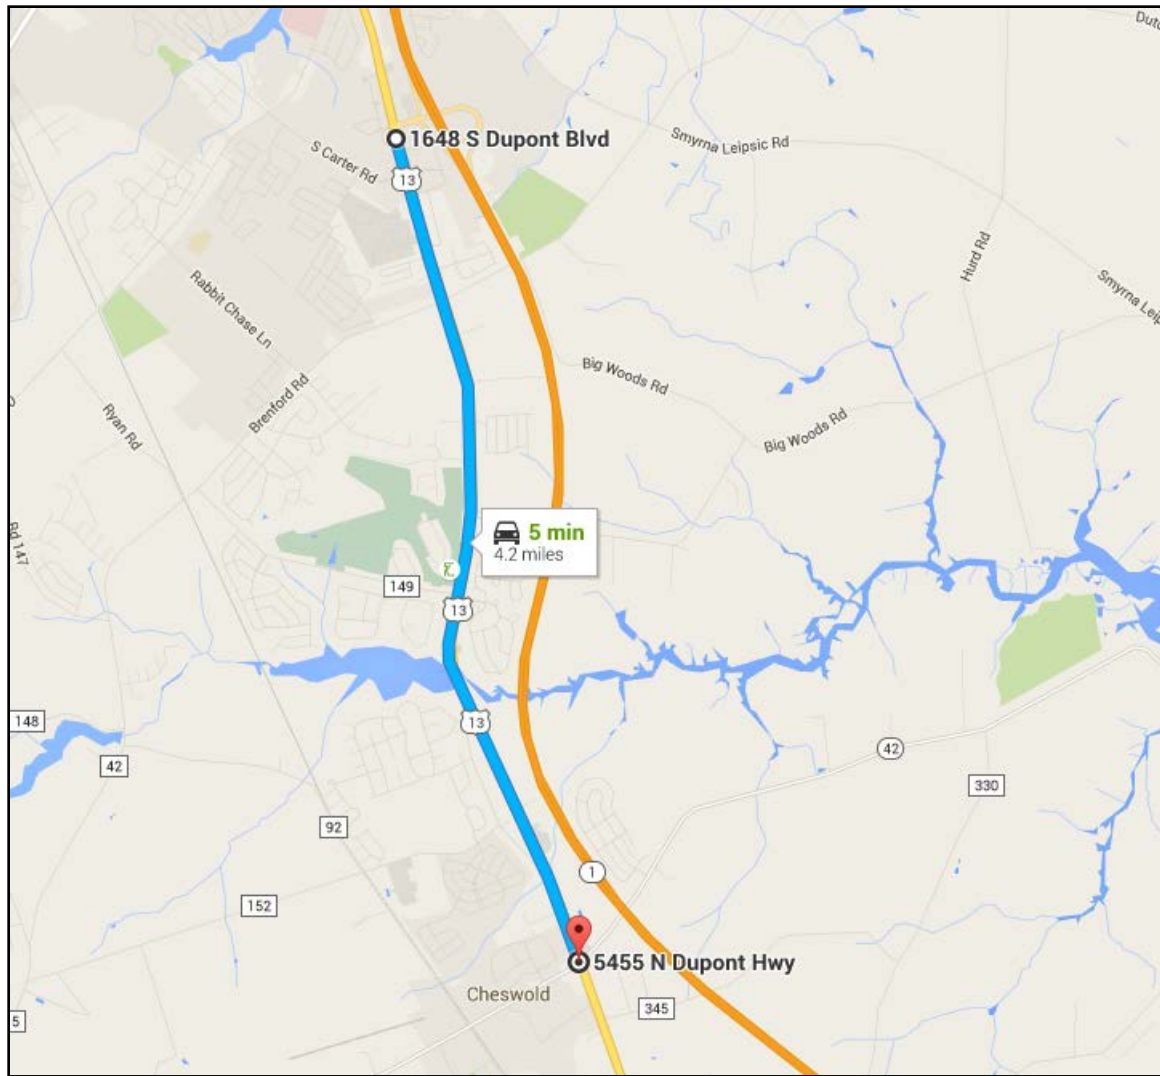 Dutc
1648 S Dupont Blvd
Smyrna Leipsic Rd
S Carter Rd
13
Hurd Rd
Smyrna Leip
Rabbit Chase Ln
Big Woods Rd
Brenford Rd
Ryan Rd
Big Woods Rd
5 min
4.2 miles
Rd 147
149
13
148
13
42
42
330
92
1
152
5455 N Dupont Hwy
Cheswold
345
5